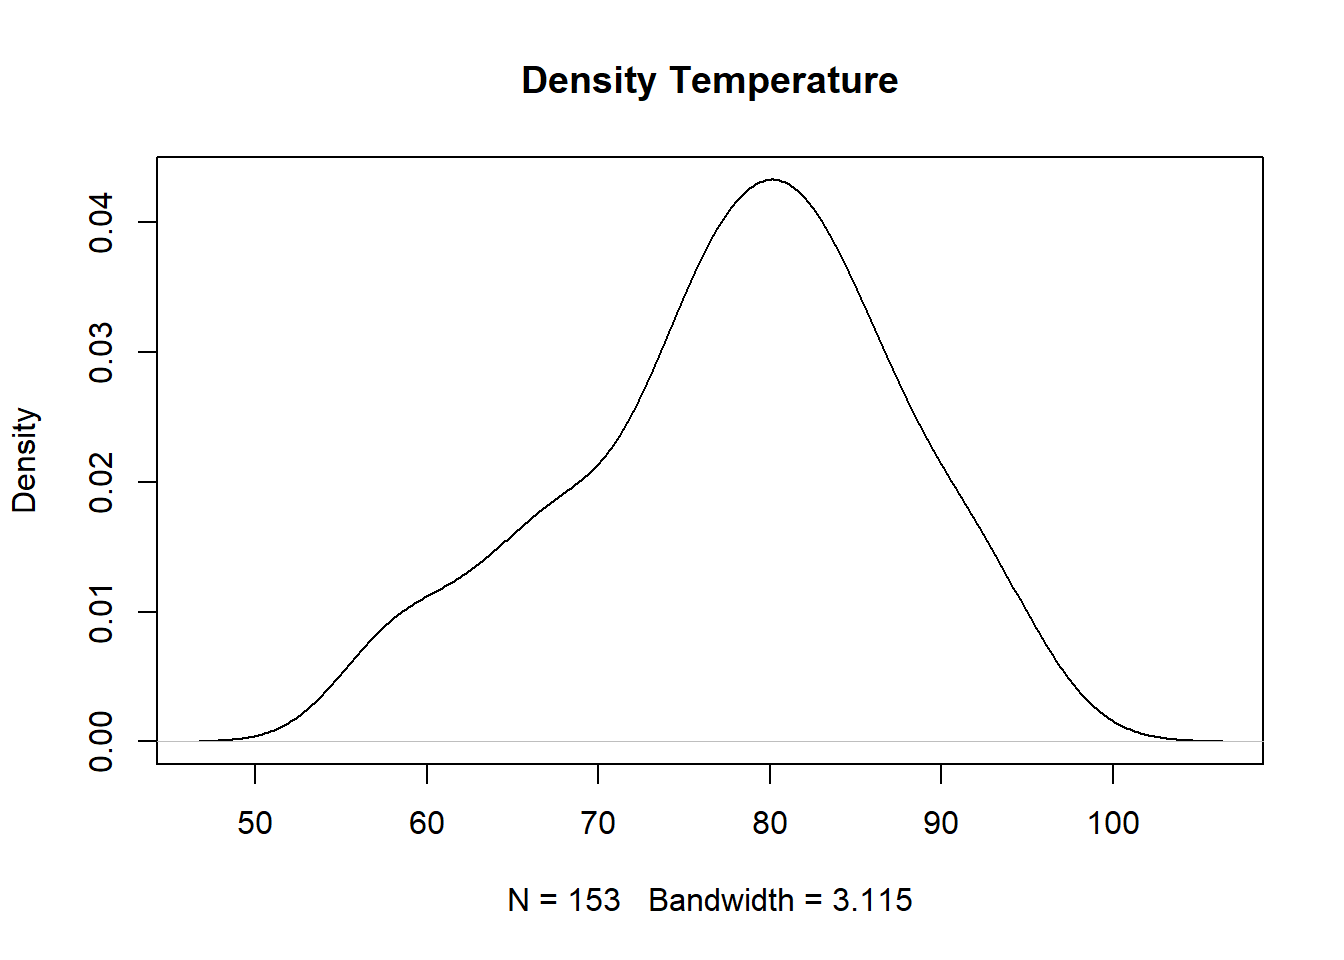 Density Temperature
Density
0.04
0.03
0.02
0.01
0.00
50 60 70 80 90 100
N = 153 Bandwidth = 3.115